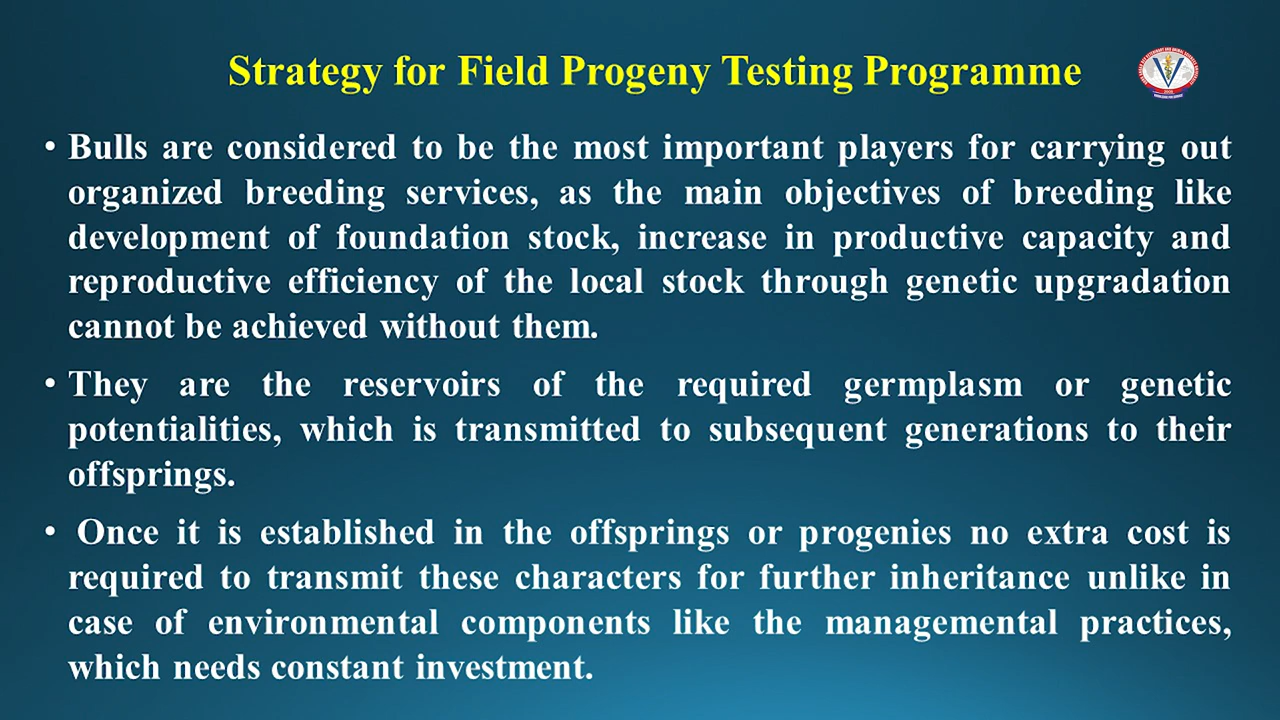 Strategy for Field Progeny Testing Programme
• Bulls are considered to be the most important players for carrying out
organized breeding services, as the main objectives of breeding like
development of foundation stock, increase in productive capacity and
reproductive efficiency of the local stock through genetic upgradation
cannot be achieved without them.
• They are the reservoirs of the required germplasm or genetic
potentialities, which is transmitted to subsequent generations to their
offsprings.
• Once it is established in the offsprings or progenies no extra cost is
required to transmit these characters for further inheritance unlike in
case of environmental components like the managemental practices,
which needs constant investment.